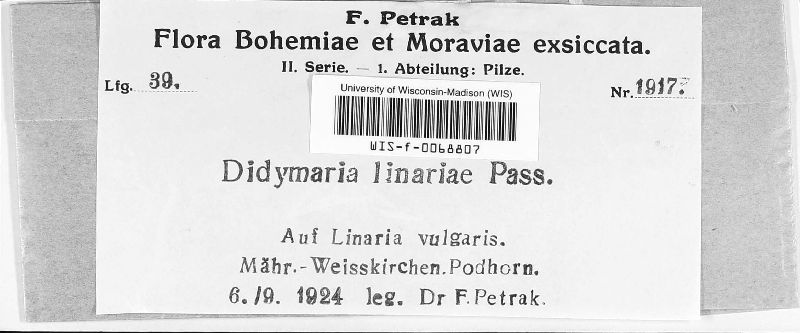 F. Petrak
Flora Bohemiae et Moraviae exsiccata.
II. Serie. — 1. Abteilung: Pilze.
Lfg. 39.
Nr. 1917.
University of Wisconsin-Madison (WIS)
WIS-f-0068807
Didymaria linariae Pass.
Auf Linaria vulgaris.
Mähr.-Weisskirchen. Podhorn.
6./9. 1924 leg. Dr F. Petrak.